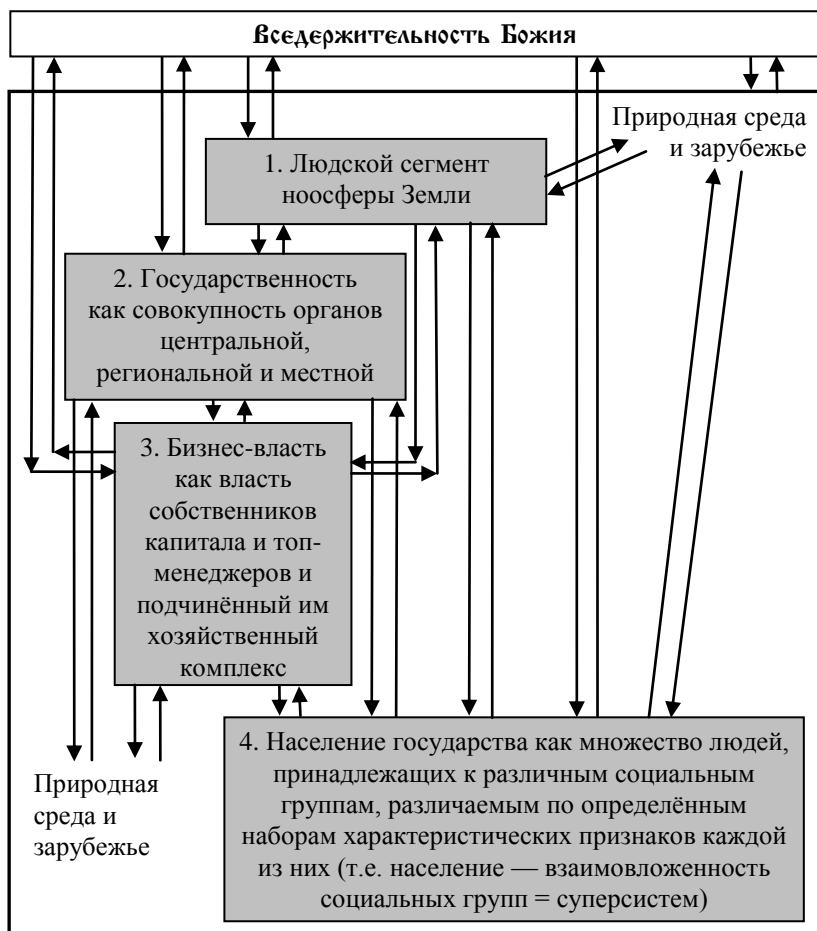 Вседержительность Божия
Природная среда
и зарубежье
1. Людской сегмент
ноосферы Земли
2. Государственность
как совокупность органов
центральной,
региональной и местной
3. Бизнес-власть
как власть
собственников
капитала и топ-
менеджеров и
подчинённый им
хозяйственный
комплекс
4. Население государства как множество людей,
принадлежащих к различным социальным
группам, различаемым по определённым
наборам характеристических признаков каждой
из них (т.е. население — взаимовложенность
социальных групп = суперсистем)
Природная
среда и
зарубежье